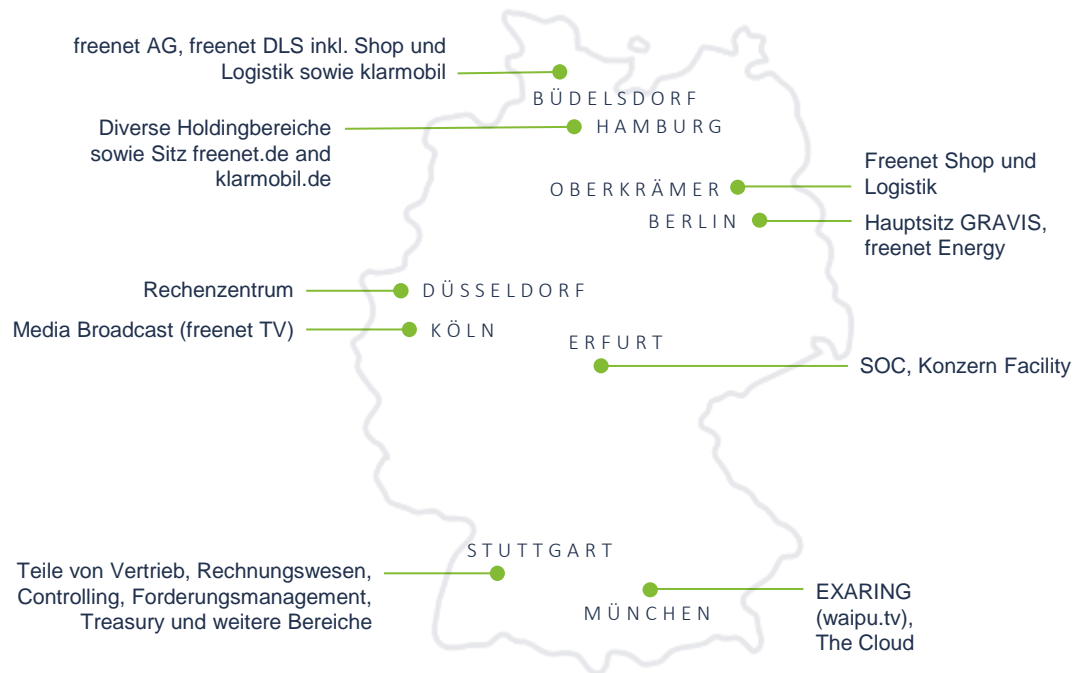 freenet AG, freenet DLS inkl. Shop und
Logistik sowie klarmobil
BÜDELSDORF
Diverse Holdingbereiche
sowie Sitz freenet.de and
klarmobil.de
HAMBURG
OBERKRÄMER
Freenet Shop und
Logistik
BERLIN
Hauptsitz GRAVIS,
freenet Energy
Rechenzentrum
DÜSSELDORF
Media Broadcast (freenet TV)
KÖLN
ERFURT
SOC, Konzern Facility
STUTTGART
Teile von Vertrieb, Rechnungswesen,
Controlling, Forderungsmanagement,
Treasury und weitere Bereiche
MÜNCHEN
EXARING
(waipu.tv),
The Cloud